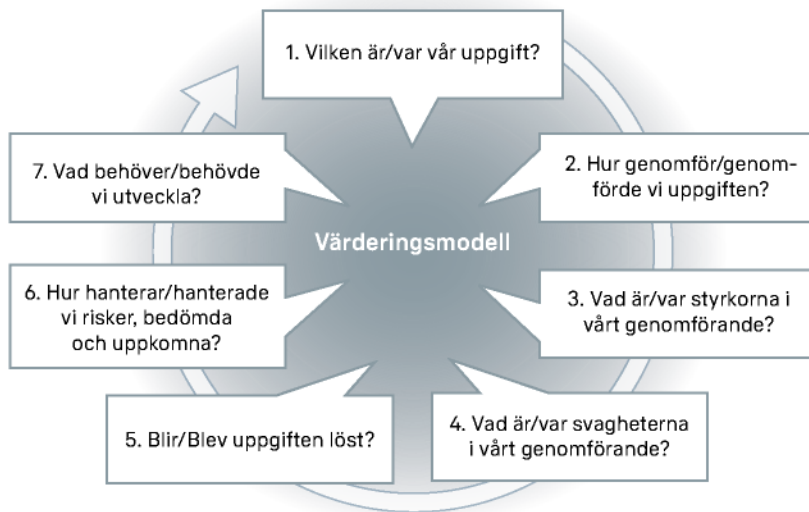 1. Vilken är/var vår uppgift?
2. Hur genomför/genom-
förde vi uppgiften?
3. Vad är/var styrkorna i
vårt genomförande?
4. Vad är/var svagheterna
i vårt genomförande?
5. Blir/Blev uppgiften löst?
6. Hur hanterar/hanterade
vi risker, bedömda
och uppkomna?
7. Vad behöver/behövde
vi utveckla?
Värderingsmodell